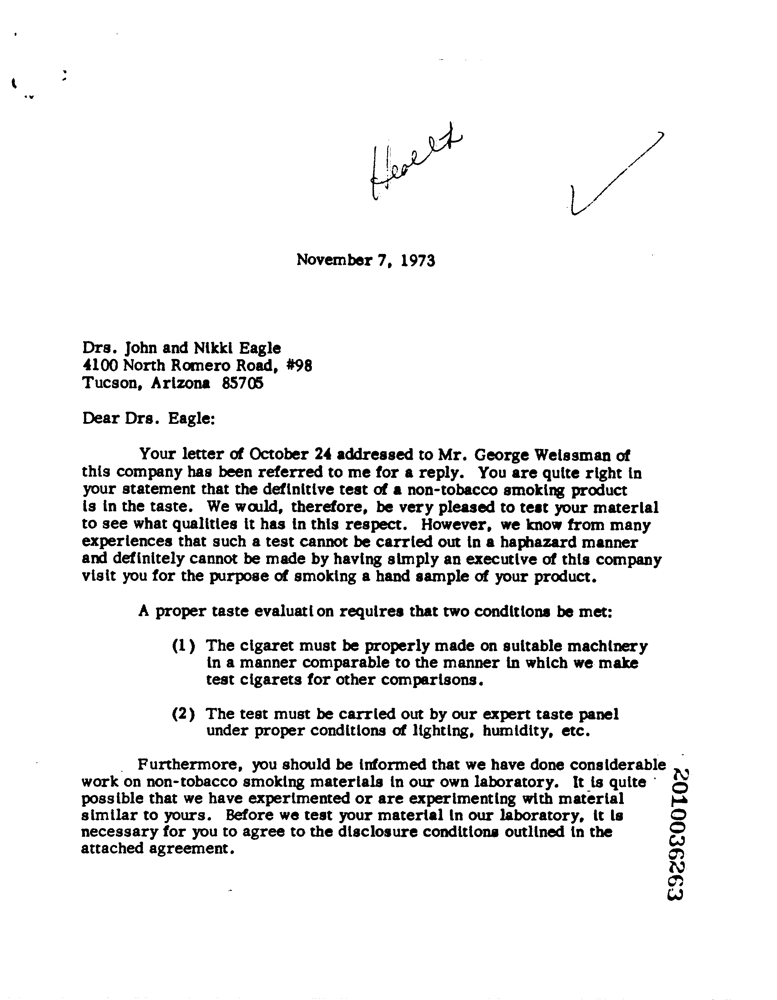 Health
November 7, 1973
Drs. John and Nikki Eagle
4100 North Romero Road, #98
Tucson, Arizona 85705
Dear Drs. Eagle:
Your letter of October 24 addressed to Mr. George Weissman of
this company has been referred to me for a reply. You are quite right in
your statement that the definitive test of a non-tobacco smoking product
is in the taste. We would, therefore, be very pleased to test your material
to see what qualities it has in this respect. However, we know from many
experiences that such a test cannot be carried out in a haphazard manner
and definitely cannot be made by having simply an executive of this company
visit you for the purpose of smoking a hand sample of your product.
A proper taste evaluation requires that two conditions be met:
(1) The cigaret must be properly made on suitable machinery
in a manner comparable to the manner in which we make
test cigarets for other comparisons.
(2) The test must be carried out by our expert taste panel
under proper conditions of lighting, humidity, etc.
Furthermore, you should be informed that we have done considerable
work on non-tobacco smoking materials in our own laboratory. It is quite
possible that we have experimented or are experimenting with material
similar to yours. Before we test your material in our laboratory, it is
necessary for you to agree to the disclosure conditions outlined in the
attached agreement.
2010036263